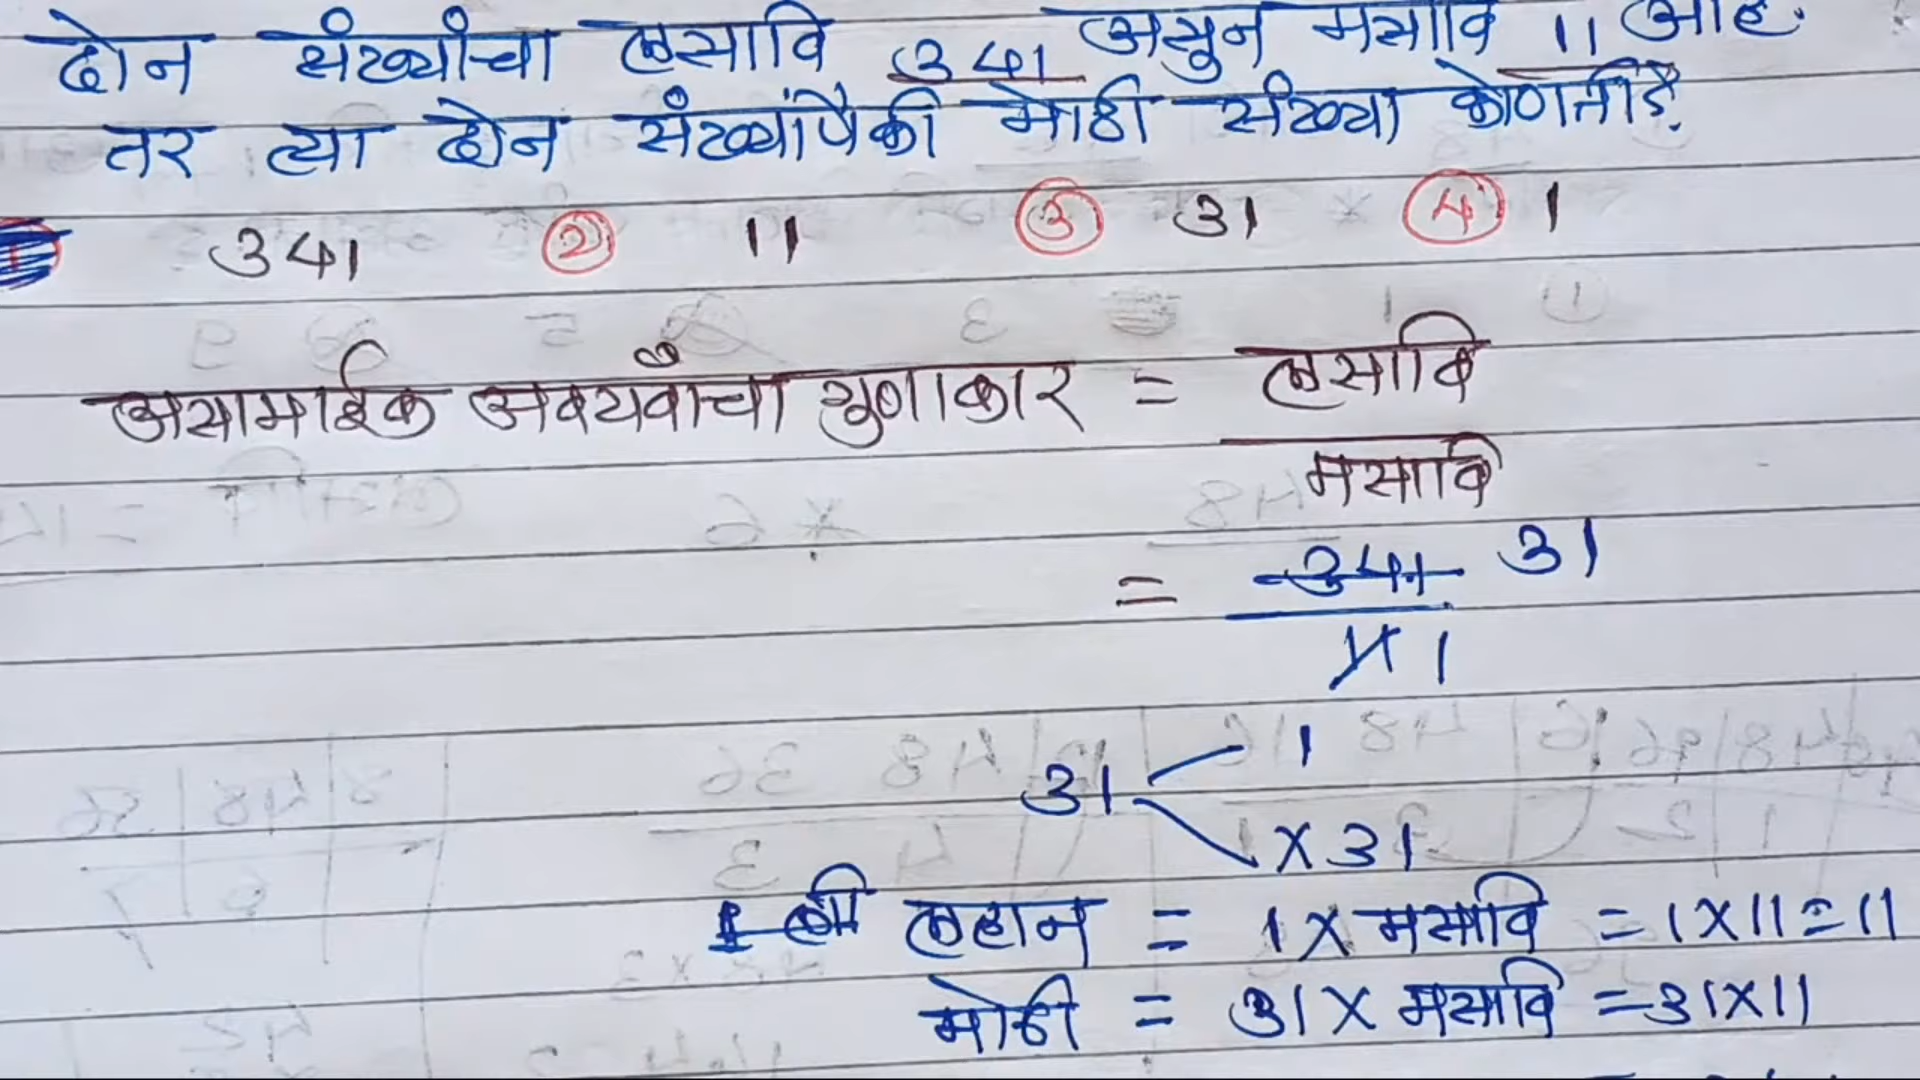 दोन संख्यांचा लसावि 341 असुन मसावि 11 आहे.
तर त्या दोन संख्यांपैकी मोठी संख्या कोणती?
1 341 2 11 3 31 4 1
असामाईक अवयवांचा गुणाकार = लसावि
मसावि
= 341 31
11 1
31 1
x 31
लहान = 1 x मसावि = 1 x 11 = 11
मोठी = 31 x मसावि = 31 x 11